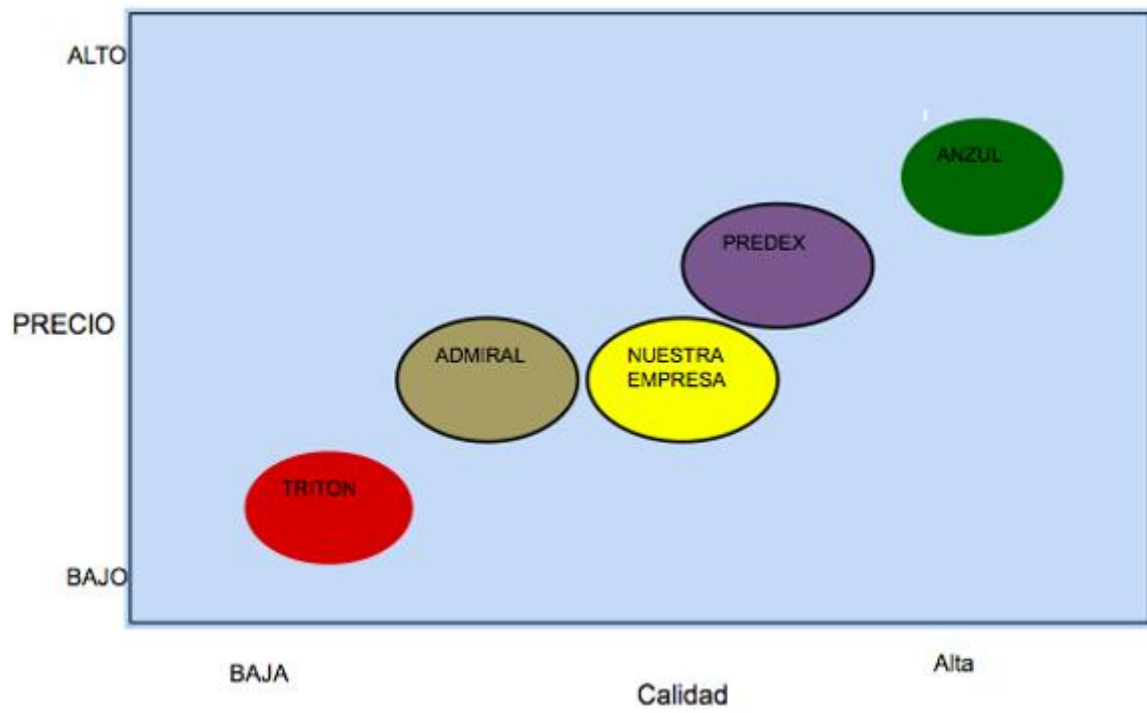 ALTO
ANZUL
PREDEX
PRECIO
ADMIRAL
NUESTRA
EMPRESA
TRITON
BAJO
BAJA
Alta
Calidad